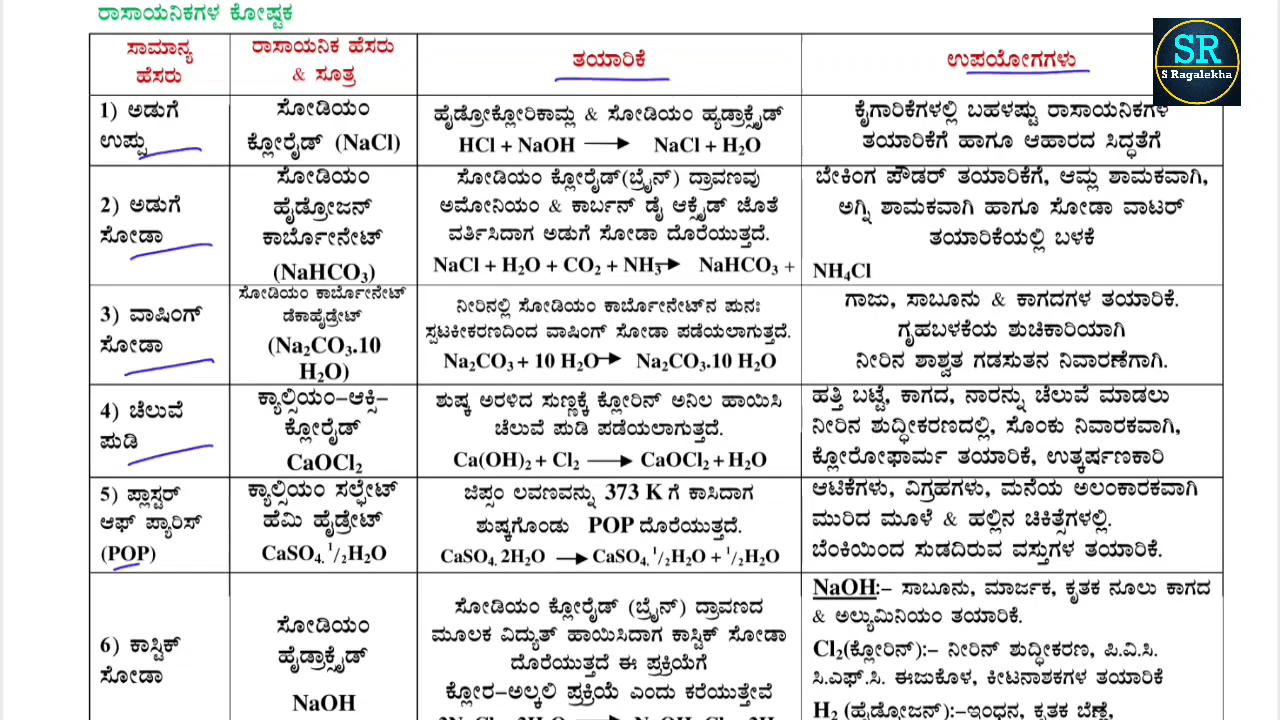 ರಾಸಾಯನಿಕಗಳ ಕೋಷ್ಟಕ
SR
S Ragalekha
ಸಾಮಾನ್ಯ
ಹೆಸರು
ರಾಸಾಯನಿಕ ಹೆಸರು
& ಸೂತ್ರ
ತಯಾರಿಕೆ
ಉಪಯೋಗಗಳು
1) ಅಡುಗೆ
ಉಪ್ಪು
ಸೋಡಿಯಂ
ಕ್ಲೋರೈಡ್ (NaCl)
ಹೈಡ್ರೋಕ್ಲೋರಿಕಾಮ್ಲ & ಸೋಡಿಯಂ ಹೈಡ್ರಾಕ್ಸೈಡ್
HCl + NaOH ⟶ NaCl + H₂O
ಕೈಗಾರಿಕೆಗಳಲ್ಲಿ ಬಹಳಷ್ಟು ರಾಸಾಯನಿಕಗಳ
ತಯಾರಿಕೆಗೆ ಹಾಗೂ ಆಹಾರದ ಸಿದ್ಧತೆಗೆ
2) ಅಡುಗೆ
ಸೋಡಾ
ಸೋಡಿಯಂ
ಹೈಡ್ರೋಜನ್
ಕಾರ್ಬೋನೇಟ್
(NaHCO₃)
ಸೋಡಿಯಂ ಕ್ಲೋರೈಡ್(ಬ್ರೈನ್) ದ್ರಾವಣವು
ಅಮೋನಿಯಂ & ಕಾರ್ಬನ್ ಡೈ ಆಕ್ಸೈಡ್ ಜೊತೆ
ವರ್ತಿಸಿದಾಗ ಅಡುಗೆ ಸೋಡಾ ದೊರೆಯುತ್ತದೆ.
NaCl + H₂O + CO₂ + NH₃⟶ NaHCO₃ +
ಬೇಕಿಂಗ ಪೌಡರ್ ತಯಾರಿಕೆಗೆ, ಆಮ್ಲ ಶಾಮಕವಾಗಿ,
ಅಗ್ನಿ ಶಾಮಕವಾಗಿ ಹಾಗೂ ಸೋಡಾ ವಾಟರ್
ತಯಾರಿಕೆಯಲ್ಲಿ ಬಳಕೆ
NH₄Cl
3) ವಾಷಿಂಗ್
ಸೋಡಾ
ಸೋಡಿಯಂ ಕಾರ್ಬೋನೇಟ್
ಡೆಕಾಹೈಡ್ರೇಟ್
(Na₂CO₃.10
H₂O)
ನೀರಿನಲ್ಲಿ ಸೋಡಿಯಂ ಕಾರ್ಬೋನೇಟ್‌ನ ಪುನಃ
ಸ್ಪಟಕೀಕರಣದಿಂದ ವಾಷಿಂಗ್ ಸೋಡಾ ಪಡೆಯಲಾಗುತ್ತದೆ.
Na₂CO₃ + 10 H₂O⟶ Na₂CO₃.10 H₂O
ಗಾಜು, ಸಾಬೂನು & ಕಾಗದಗಳ ತಯಾರಿಕೆ.
ಗೃಹಬಳಕೆಯ ಶುಚಿಕಾರಿಯಾಗಿ
ನೀರಿನ ಶಾಶ್ವತ ಗಡಸುತನ ನಿವಾರಣೆಗಾಗಿ.
4) ಚೆಲುವೆ
ಪುಡಿ
ಕ್ಯಾಲ್ಸಿಯಂ-ಆಕ್ಸಿ-
ಕ್ಲೋರೈಡ್
CaOCl₂
ಶುಷ್ಕ ಅರಳಿದ ಸುಣ್ಣಕ್ಕೆ ಕ್ಲೋರಿನ್ ಅನಿಲ ಹಾಯಿಸಿ
ಚೆಲುವೆ ಪುಡಿ ಪಡೆಯಲಾಗುತ್ತದೆ.
Ca(OH)₂ + Cl₂ ⟶ CaOCl₂ + H₂O
ಹತ್ತಿ ಬಟ್ಟೆ, ಕಾಗದ, ನಾರನ್ನು ಚೆಲುವೆ ಮಾಡಲು
ನೀರಿನ ಶುದ್ಧೀಕರಣದಲ್ಲಿ, ಸೊಂಕು ನಿವಾರಕವಾಗಿ,
ಕ್ಲೋರೋಫಾರ್ಮ ತಯಾರಿಕೆ, ಉತ್ಕರ್ಷಣಕಾರಿ
5) ಪ್ಲಾಸ್ಟರ್
ಆಫ್ ಪ್ಯಾರಿಸ್
(POP)
ಕ್ಯಾಲ್ಸಿಯಂ ಸಲ್ಫೇಟ್
ಹೆಮಿ ಹೈಡ್ರೇಟ್
CaSO₄.¹/₂H₂O
ಜಿಪ್ಸಂ ಲವಣವನ್ನು 373 K ಗೆ ಕಾಸಿದಾಗ
ಶುಷ್ಕಗೊಂಡು POP ದೊರೆಯುತ್ತದೆ.
CaSO₄. 2H₂O ⟶ CaSO₄.¹/₂H₂O + ¹/₂H₂O
ಆಟಿಕೆಗಳು, ವಿಗ್ರಹಗಳು, ಮನೆಯ ಅಲಂಕಾರಕವಾಗಿ
ಮುರಿದ ಮೂಳೆ & ಹಲ್ಲಿನ ಚಿಕಿತ್ಸೆಗಳಲ್ಲಿ.
ಬೆಂಕಿಯಿಂದ ಸುಡದಿರುವ ವಸ್ತುಗಳ ತಯಾರಿಕೆ.
6) ಕಾಸ್ಟಿಕ್
ಸೋಡಾ
ಸೋಡಿಯಂ
ಹೈಡ್ರಾಕ್ಸೈಡ್
NaOH
ಸೋಡಿಯಂ ಕ್ಲೋರೈಡ್ (ಬ್ರೈನ್) ದ್ರಾವಣದ
ಮೂಲಕ ವಿದ್ಯುತ್ ಹಾಯಿಸಿದಾಗ ಕಾಸ್ಟಿಕ್ ಸೋಡಾ
ದೊರೆಯುತ್ತದೆ ಈ ಪ್ರಕ್ರಿಯೆಗೆ
ಕ್ಲೋರ-ಅಲ್ಕಲಿ ಪ್ರಕ್ರಿಯೆ ಎಂದು ಕರೆಯುತ್ತೇವೆ
NaOH:- ಸಾಬೂನು, ಮಾರ್ಜಕ, ಕೃತಕ ನೂಲು ಕಾಗದ
& ಅಲ್ಯುಮಿನಿಯಂ ತಯಾರಿಕೆ.
Cl₂(ಕ್ಲೋರಿನ್):- ನೀರಿನ ಶುದ್ಧೀಕರಣ, ಪಿ.ವಿ.ಸಿ.
ಸಿ.ಎಫ್.ಸಿ. ಈಜುಕೊಳ, ಕೀಟನಾಶಕಗಳ ತಯಾರಿಕೆ
H₂ (ಹೈಡ್ರೋಜನ್):-ಇಂಧನ, ಕೃತಕ ಬೆಣ್ಣೆ,